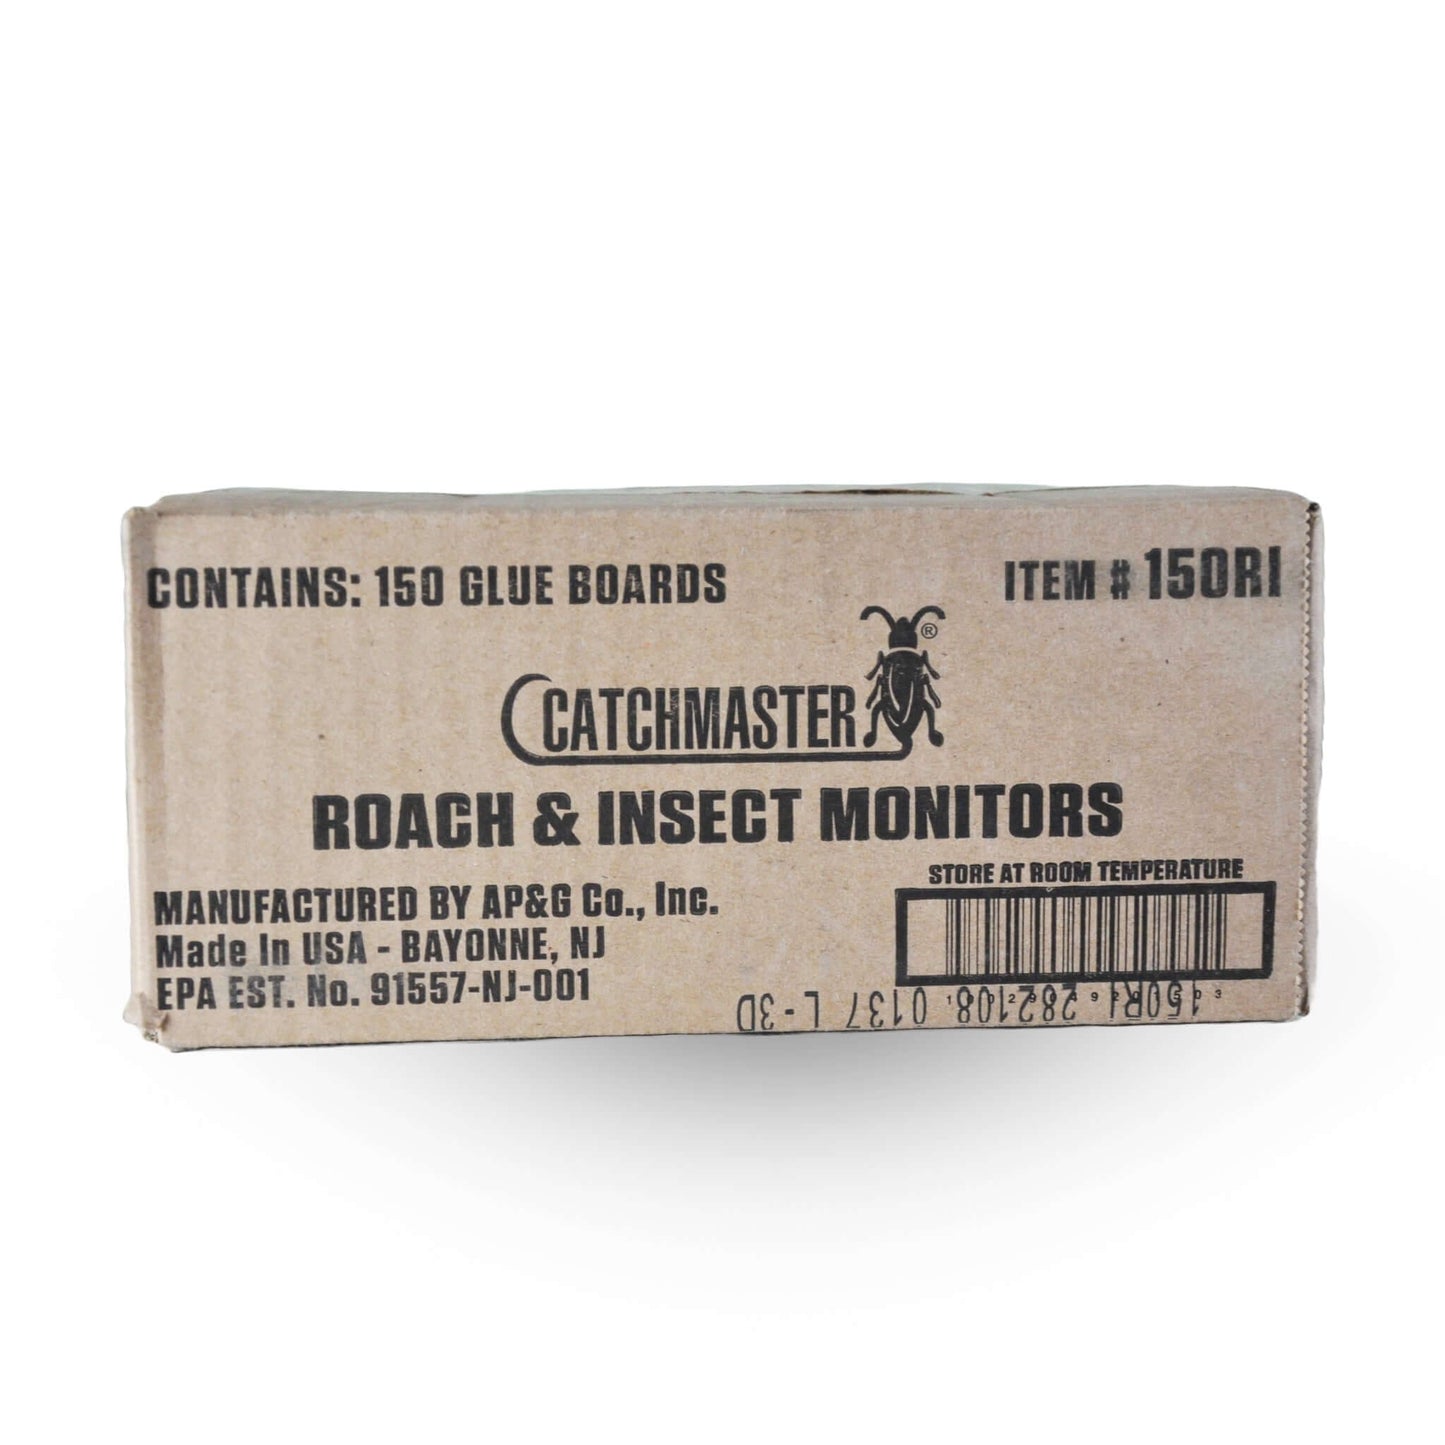 CONTAINS: 150 GLUE BOARDS
ITEM # 150RI
CATCHMASTER®
ROACH & INSECT MONITORS
STORE AT ROOM TEMPERATURE
MANUFACTURED BY AP&G Co., Inc.
Made In USA - BAYONNE, NJ
EPA EST. No. 91557-NJ-001
150RI 282108 0137 L-3D